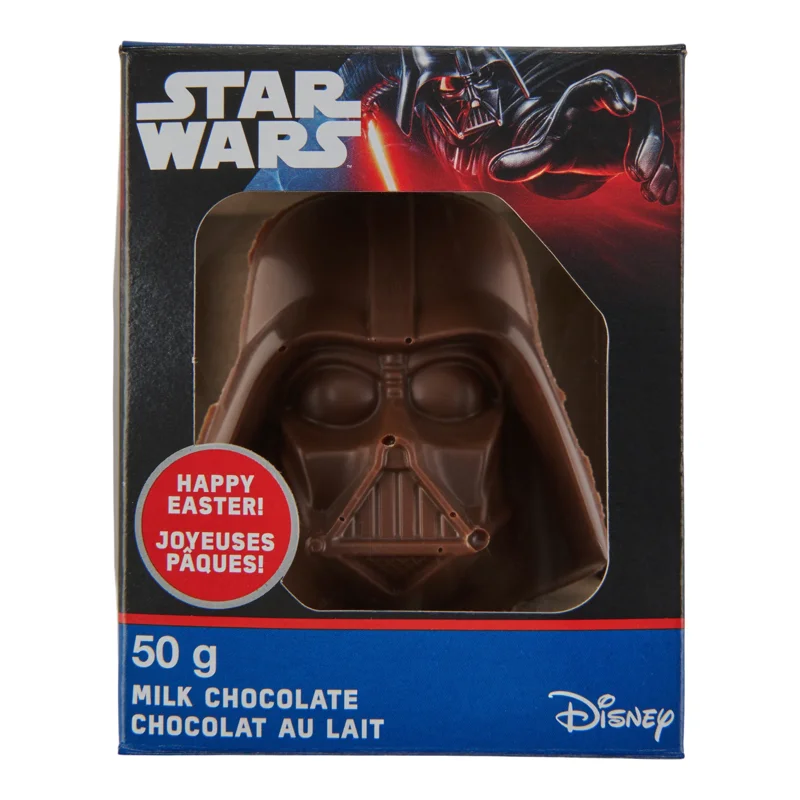 STAR
WARS
HAPPY
EASTER!
JOYEUSES
PÂQUES!
50 g
MILK CHOCOLATE
CHOCOLAT AU LAIT
Disney